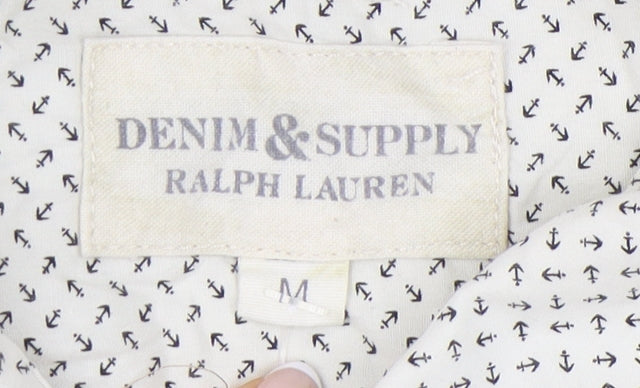 DENIM & SUPPLY
RALPH LAUREN
M